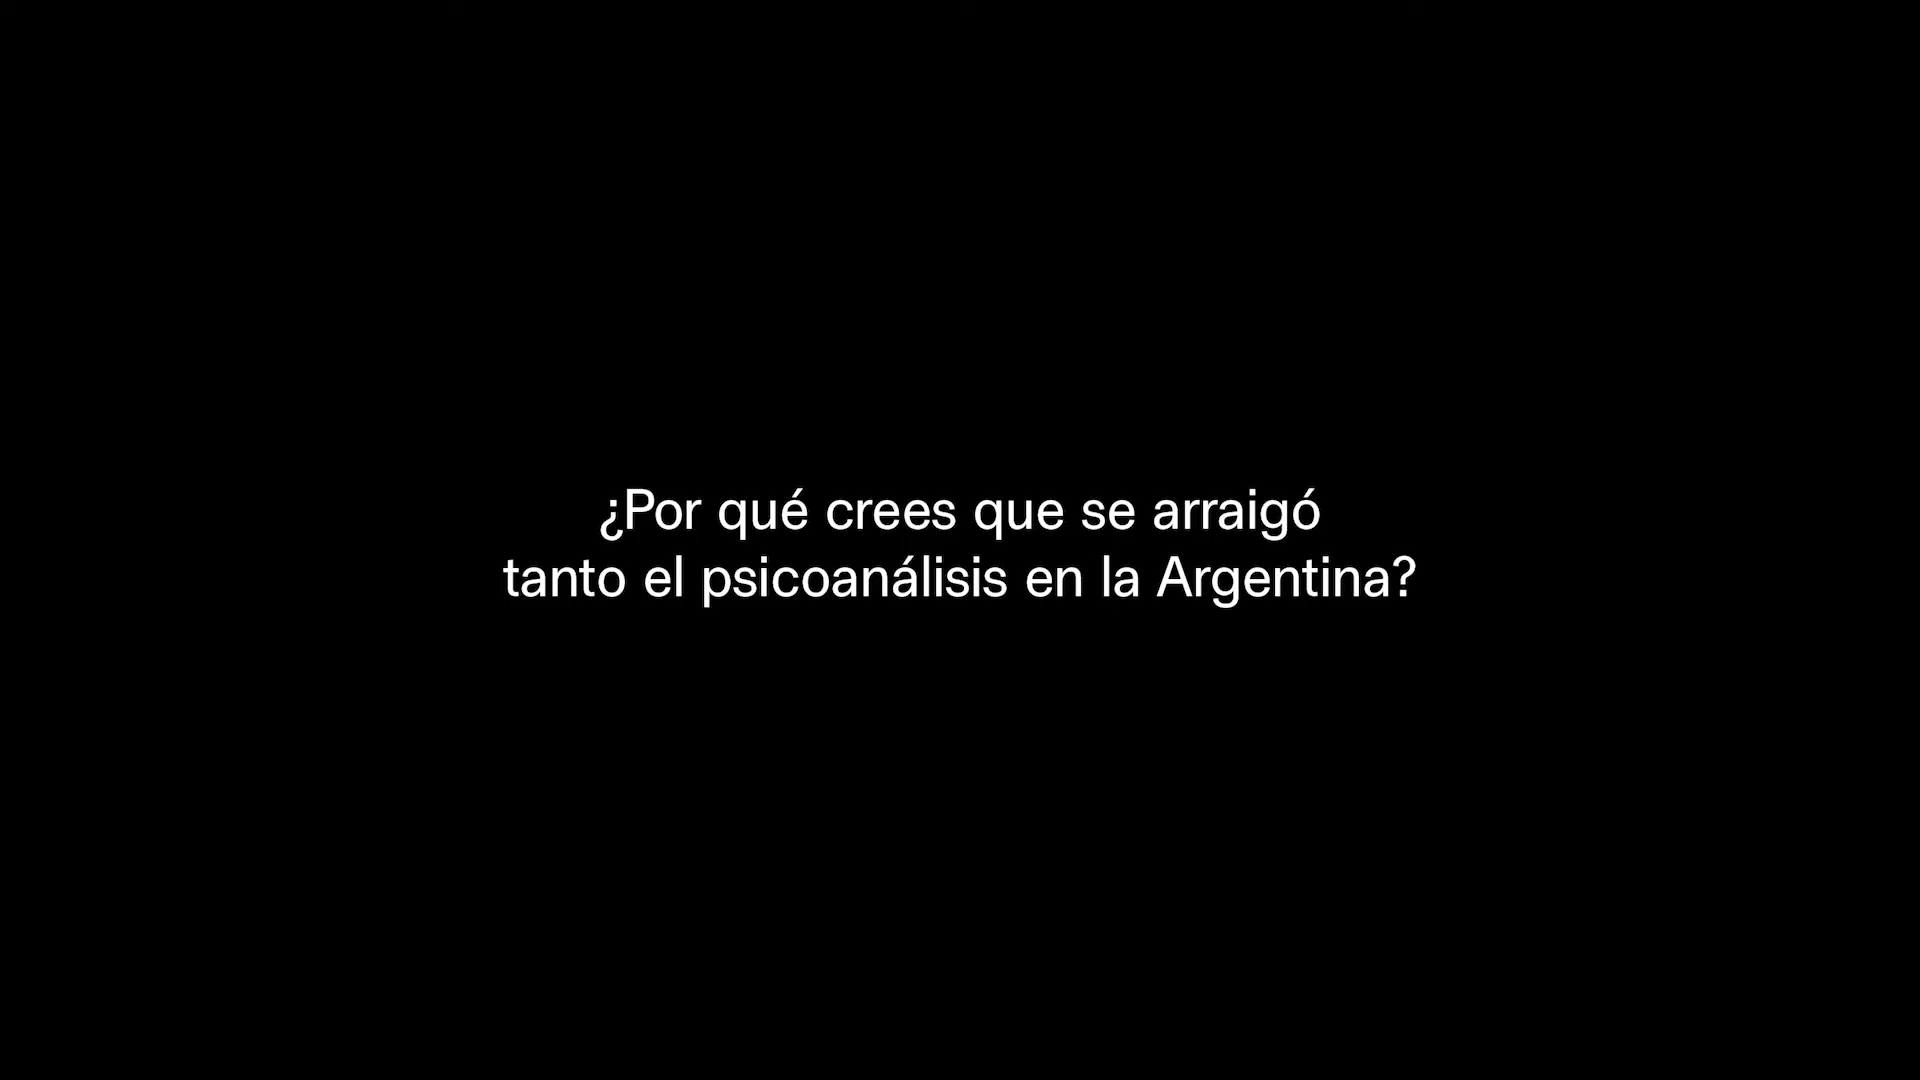 ¿Por qué crees que se arraigó
tanto el psicoanálisis en la Argentina?